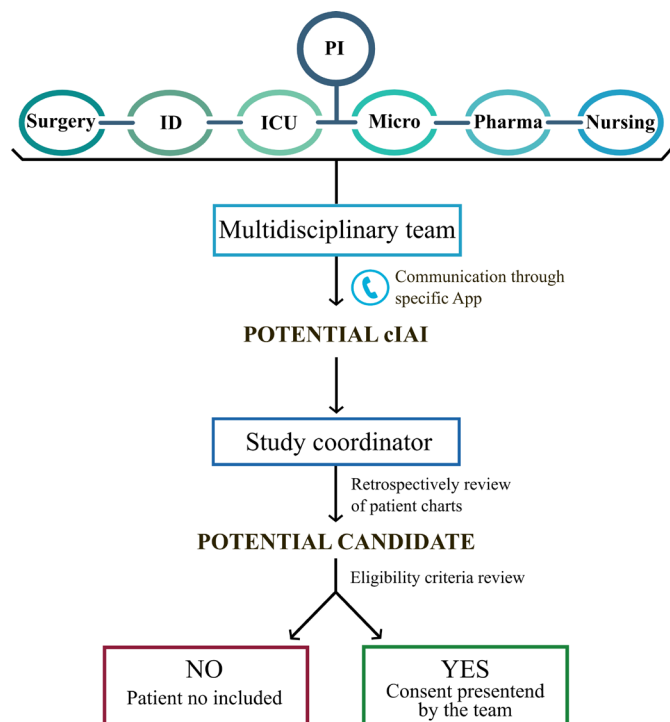 PI
Surgery
ID
ICU
Micro
Pharma
Nursing
Multidisciplinary team
Communication through
specific App
POTENTIAL cIAI
Study coordinator
Retrospectively review
of patient charts
POTENTIAL CANDIDATE
Eligibility criteria review
NO
Patient no included
YES
Consent presentend
by the team